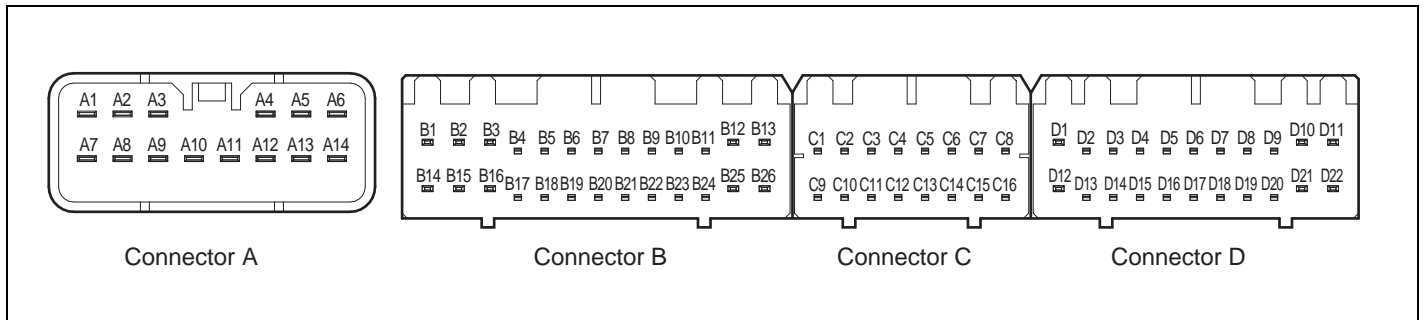 A1 A2 A3 A4 A5 A6
A7 A8 A9 A10 A11 A12 A13 A14
Connector A
B1 B2 B3 B4 B5 B6 B7 B8 B9 B10 B11 B12 B13
B14 B15 B16 B17 B18 B19 B20 B21 B22 B23 B24 B25 B26
Connector B
C1 C2 C3 C4 C5 C6 C7 C8
C9 C10 C11 C12 C13 C14 C15 C16
Connector C
D1 D2 D3 D4 D5 D6 D7 D8 D9 D10 D11
D12 D13 D14 D15 D16 D17 D18 D19 D20 D21 D22
Connector D